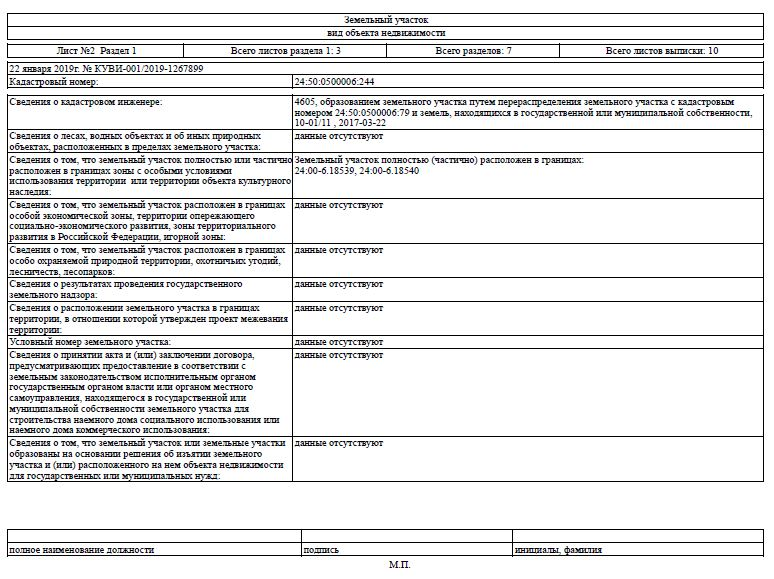 Земельный участок
вид объекта недвижимости
Лист №2 Раздел 1 Всего листов раздела 1: 3 Всего разделов: 7 Всего листов выписки: 10
22 января 2019г. № КУВИ-001/2019-1267899
Кадастровый номер: 24:50:0500006:244
Сведения о кадастровом инженере:
4605, образованием земельного участка путем перераспределения земельного участка с кадастровым
номером 24:50:0500006:79 и земель, находящихся в государственной или муниципальной собственности,
10-01/11 , 2017-03-22
Сведения о лесах, водных объектах и об иных природных
объектах, расположенных в пределах земельного участка:
данные отсутствуют
Сведения о том, что земельный участок полностью или частично
расположен в границах зоны с особыми условиями
использования территории или территории объекта культурного
наследия:
Земельный участок полностью (частично) расположен в границах:
24:00-6.18539, 24:00-6.18540
Сведения о том, что земельный участок расположен в границах
особой экономической зоны, территории опережающего
социально-экономического развития, зоны территориального
развития в Российской Федерации, игорной зоны:
данные отсутствуют
Сведения о том, что земельный участок расположен в границах
особо охраняемой природной территории, охотничьих угодий,
лесничеств, лесопарков:
данные отсутствуют
Сведения о результатах проведения государственного
земельного надзора:
данные отсутствуют
Сведения о расположении земельного участка в границах
территории, в отношении которой утвержден проект межевания
территории:
данные отсутствуют
Условный номер земельного участка: данные отсутствуют
Сведения о принятии акта и (или) заключении договора,
предусматривающих предоставление в соответствии с
земельным законодательством исполнительным органом
государственным органом власти или органом местного
самоуправления, находящегося в государственной или
муниципальной собственности земельного участка для
строительства наемного дома социального использования или
наемного дома коммерческого использования:
данные отсутствуют
Сведения о том, что земельный участок или земельные участки
образованы на основании решения об изъятии земельного
участка и (или) расположенного на нем объекта недвижимости
для государственных или муниципальных нужд:
данные отсутствуют
полное наименование должности подпись инициалы, фамилия
М.П.